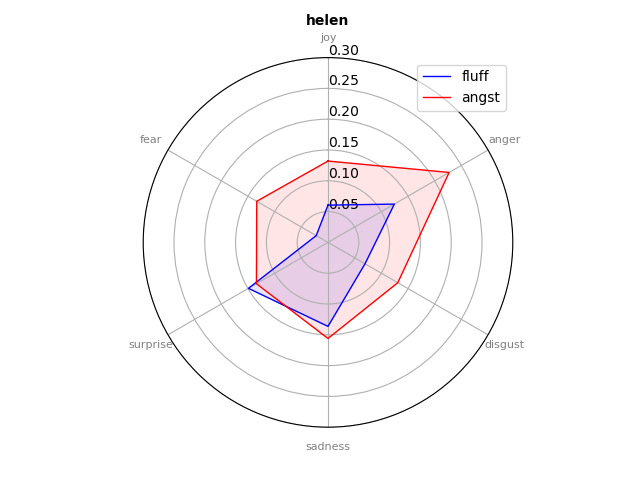 helen
joy
0.30
0.25
0.20
0.15
0.10
0.05
fluff
angst
fear
anger
surprise
disgust
sadness